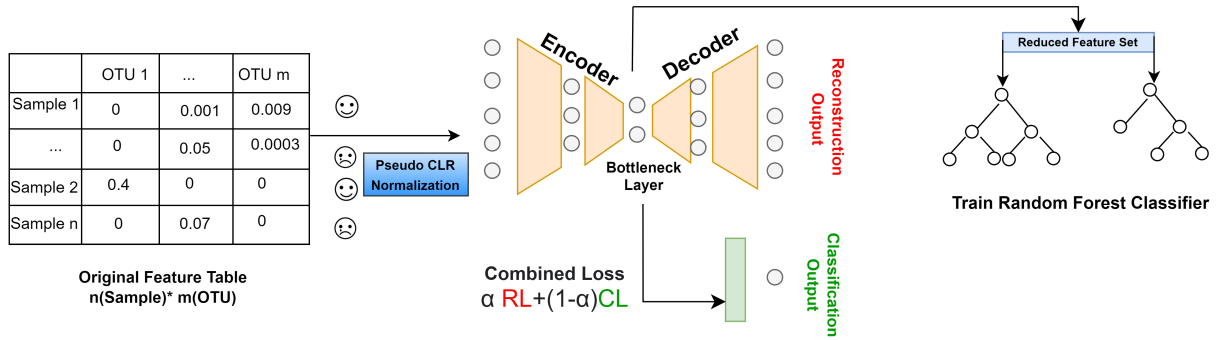 OTU 1 ... OTU m
Sample 1 0 0.001 0.009
... 0 0.05 0.0003
Sample 2 0.4 0 0
Sample n 0 0.07 0
Original Feature Table
n(Sample)* m(OTU)
Pseudo CLR
Normalization
Encoder
Decoder
Bottleneck
Layer
Reconstruction
Output
Combined Loss
α RL+(1-α)CL
Classification
Output
Reduced Feature Set
Train Random Forest Classifier